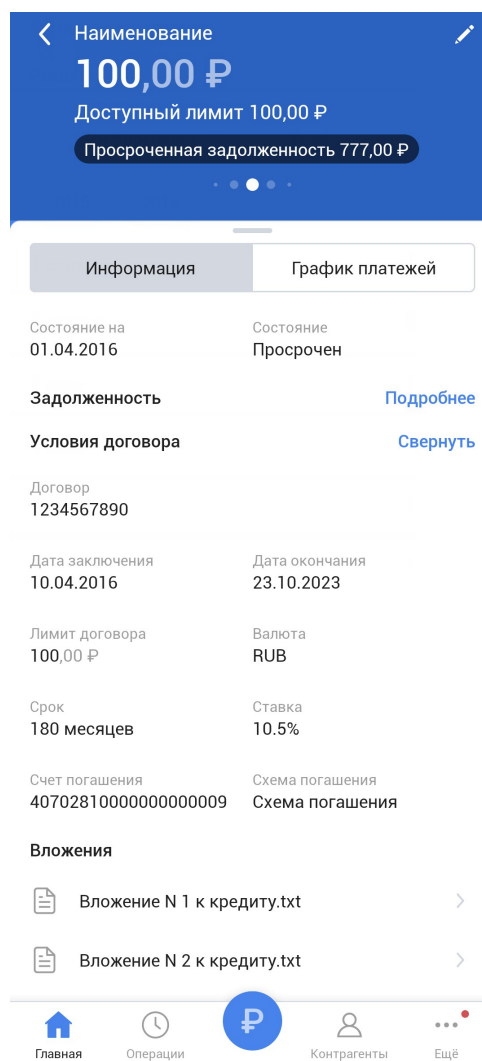 Наименование
100,00 ₽
Доступный лимит 100,00 ₽
Просроченная задолженность 777,00 ₽
Информация График платежей
Состояние на Состояние
01.04.2016 Просрочен
Задолженность Подробнее
Условия договора Свернуть
Договор
1234567890
Дата заключения Дата окончания
10.04.2016 23.10.2023
Лимит договора Валюта
100,00 ₽ RUB
Срок Ставка
180 месяцев 10.5%
Счет погашения Схема погашения
40702810000000000009 Схема погашения
Вложения
Вложение N 1 к кредиту.txt
Вложение N 2 к кредиту.txt
₽
Главная Операции Контрагенты Ещё